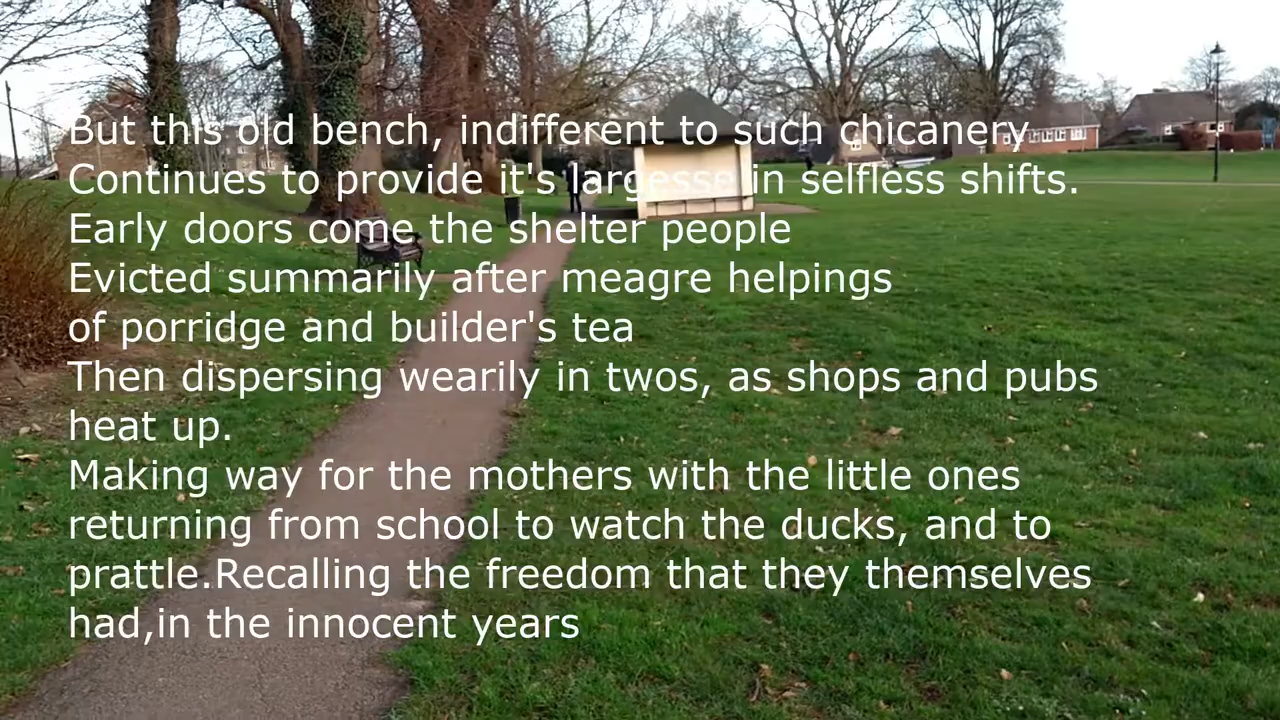 But this old bench, indifferent to such chicanery
Continues to provide it's largesse in selfless shifts.
Early doors come the shelter people
Evicted summarily after meagre helpings
of porridge and builder's tea
Then dispersing wearily in twos, as shops and pubs
heat up.
Making way for the mothers with the little ones
returning from school to watch the ducks, and to
prattle.Recalling the freedom that they themselves
had,in the innocent years